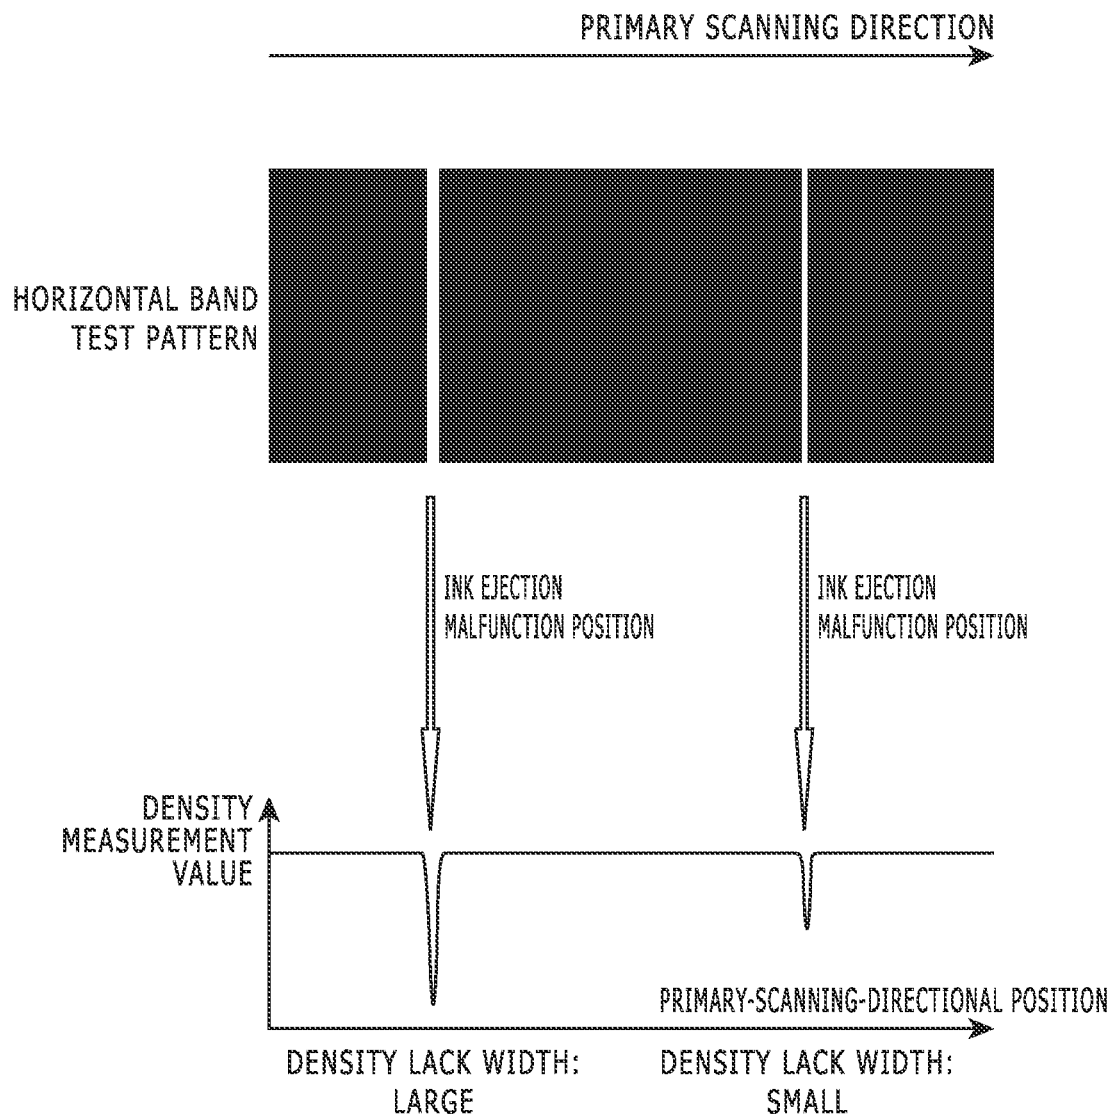 PRIMARY SCANNING DIRECTION
HORIZONTAL BAND
TEST PATTERN
INK EJECTION
MALFUNCTION POSITION
INK EJECTION
MALFUNCTION POSITION
DENSITY
MEASUREMENT
VALUE
PRIMARY-SCANNING-DIRECTIONAL POSITION
DENSITY LACK WIDTH:
LARGE
DENSITY LACK WIDTH:
SMALL